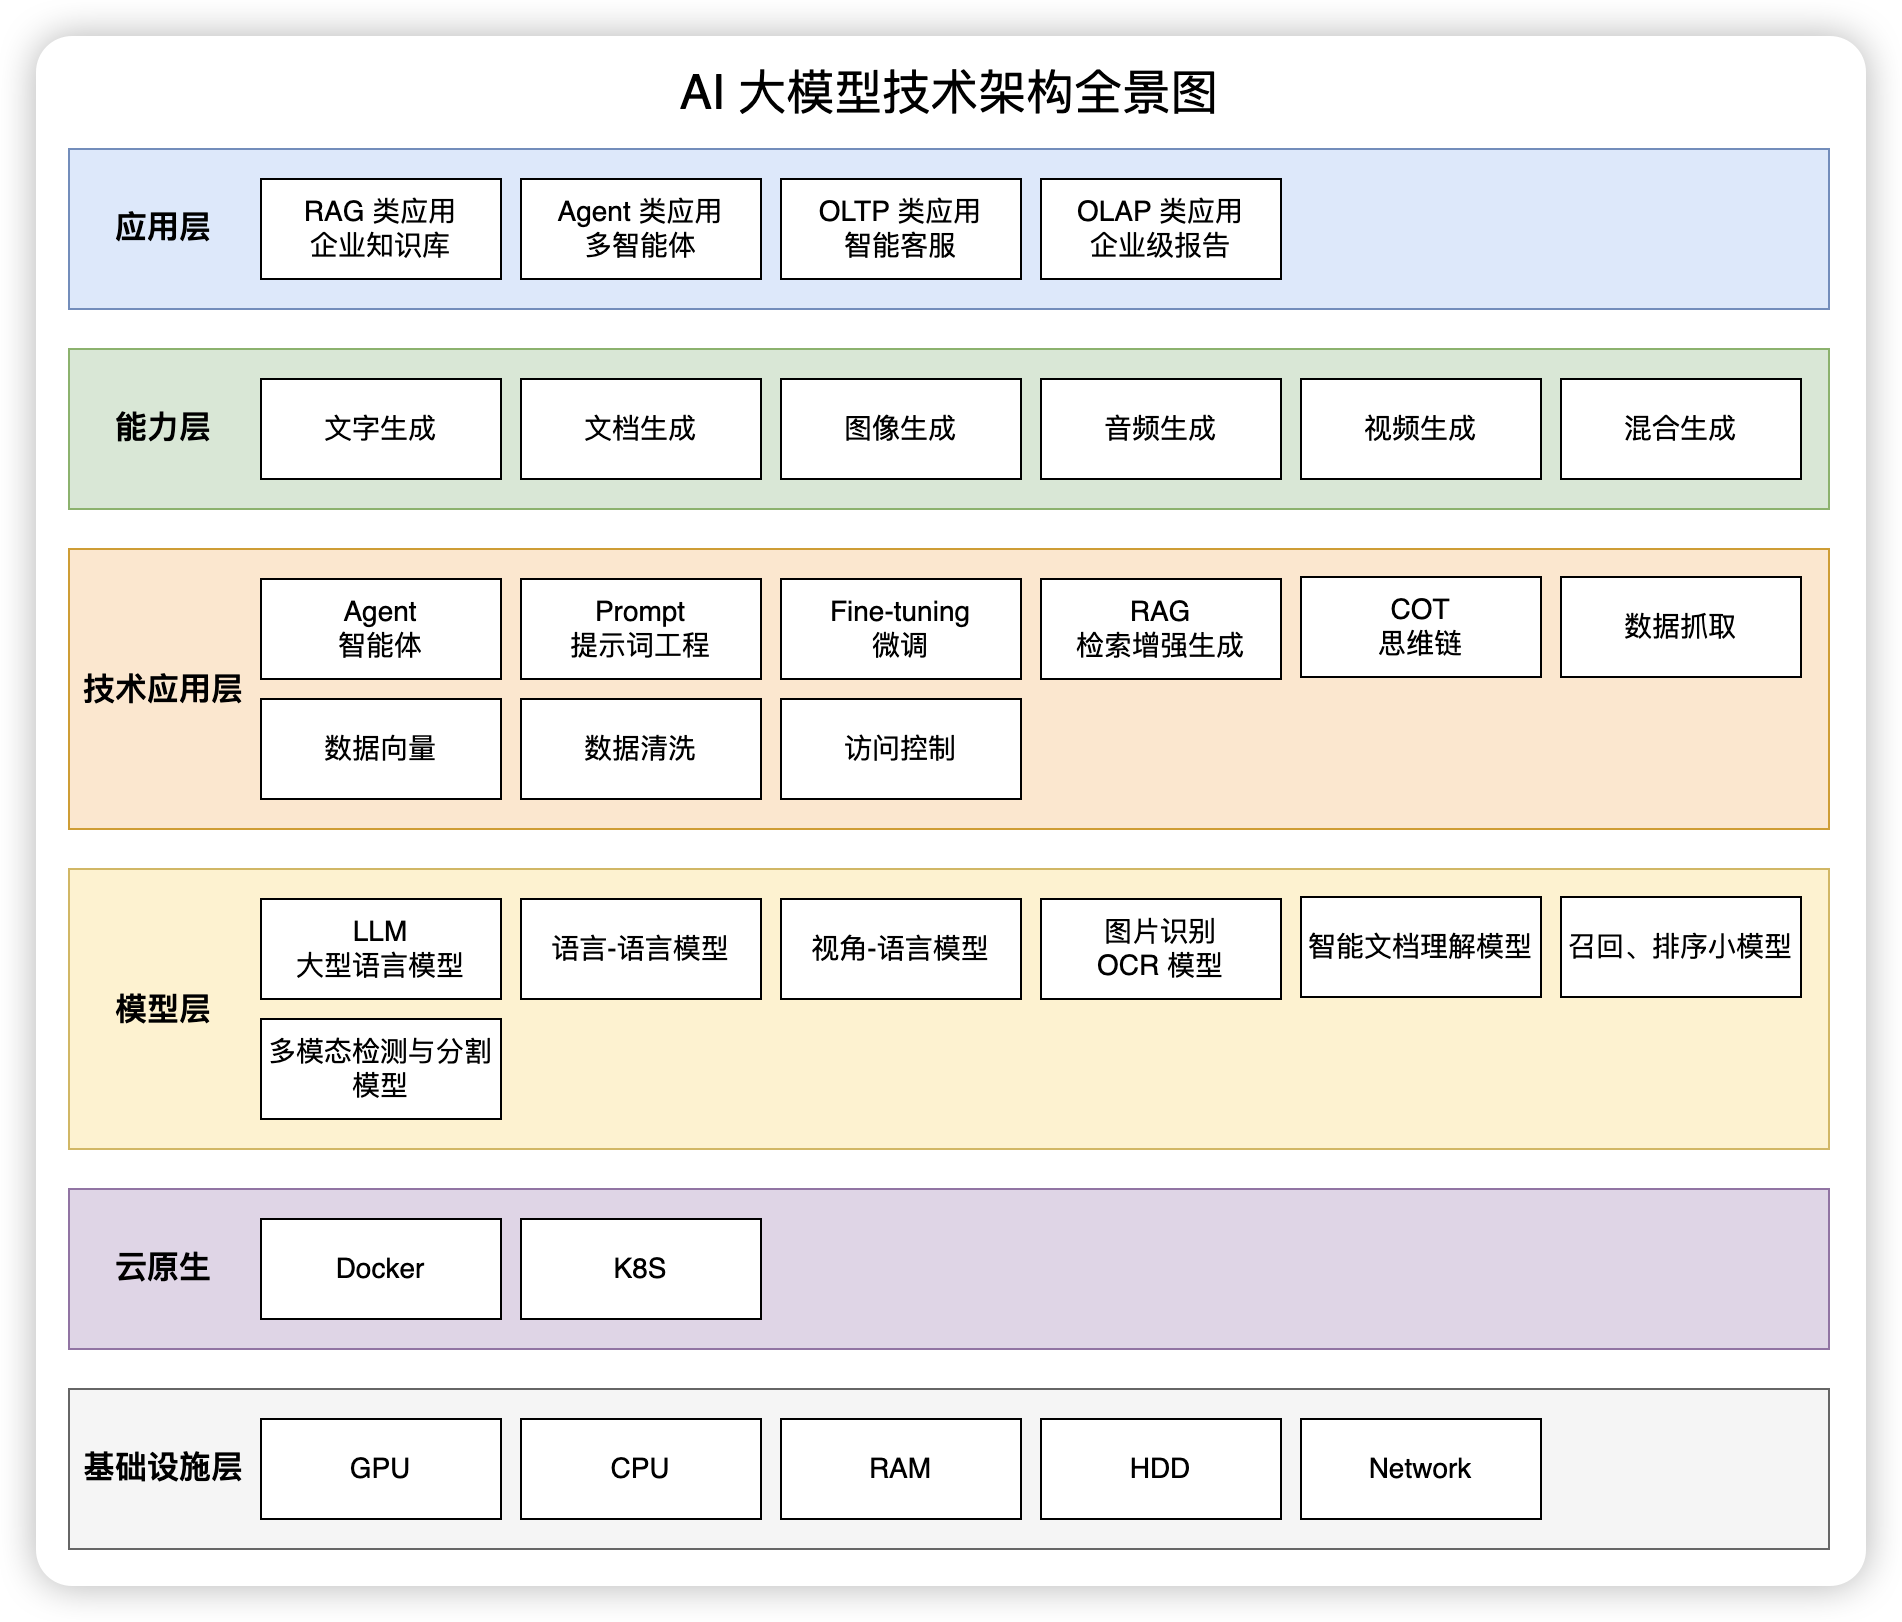 AI 大模型技术架构全景图
应用层
RAG 类应用
企业知识库
Agent 类应用
多智能体
OLTP 类应用
智能客服
OLAP 类应用
企业级报告
能力层
文字生成
文档生成
图像生成
音频生成
视频生成
混合生成
技术应用层
Agent
智能体
Prompt
提示词工程
Fine-tuning
微调
RAG
检索增强生成
COT
思维链
数据抓取
数据向量
数据清洗
访问控制
模型层
LLM
大型语言模型
语言-语言模型
视角-语言模型
图片识别
OCR 模型
智能文档理解模型
召回、排序小模型
多模态检测与分割
模型
云原生
Docker
K8S
基础设施层
GPU
CPU
RAM
HDD
Network